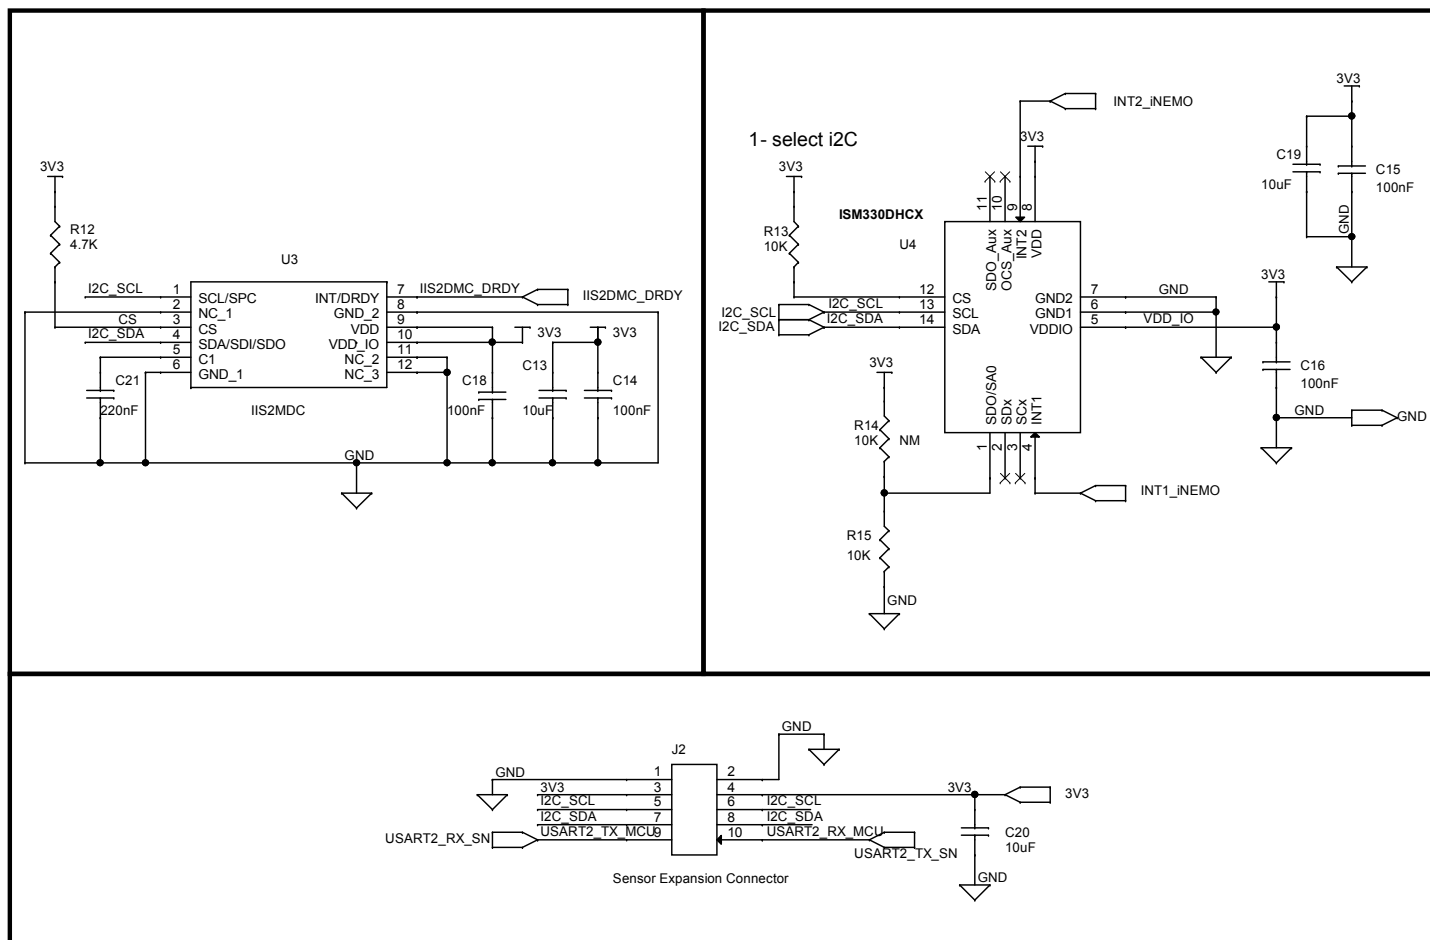 3V3
R12
4.7K
U3
I2C_SCL
1
SCL/SPC
INT/DRDY
7
IIS2DMC_DRDY
IIS2DMC_DRDY
2
NC_1
GND_2
8
CS
3
CS
VDD
9
I2C_SDA
4
SDA/SDI/SDO
VDD_IO
10
3V3
3V3
5
C1
NC_2
11
6
GND_1
NC_3
12
C21
220nF
C18
100nF
C13
10uF
C14
100nF
IIS2MDC
GND
1- select i2C
INT2_iNEMO
3V3
3V3
3V3
C19
10uF
C15
100nF
GND
ISM330DHCX
U4
R13
10K
11
10
9
8
SDO_Aux
OCS_Aux
INT2
VDD
12
CS
GND2
7
GND
I2C_SCL
I2C_SCL
13
SCL
GND1
6
I2C_SDA
I2C_SDA
14
SDA
VDDIO
5
VDD_IO
3V3
C16
100nF
GND
GND
3V3
R14
10K
NM
SDO/SA0
SDx
SCx
INT1
1
2
3
4
INT1_iNEMO
R15
10K
GND
J2
GND
GND
1
2
3V3
3
4
3V3
3V3
I2C_SCL
5
6
I2C_SCL
I2C_SDA
7
8
I2C_SDA
USART2_RX_SN
USART2_TX_MCU
9
10
USART2_RX_MCU
USART2_TX_SN
C20
10uF
GND
Sensor Expansion Connector